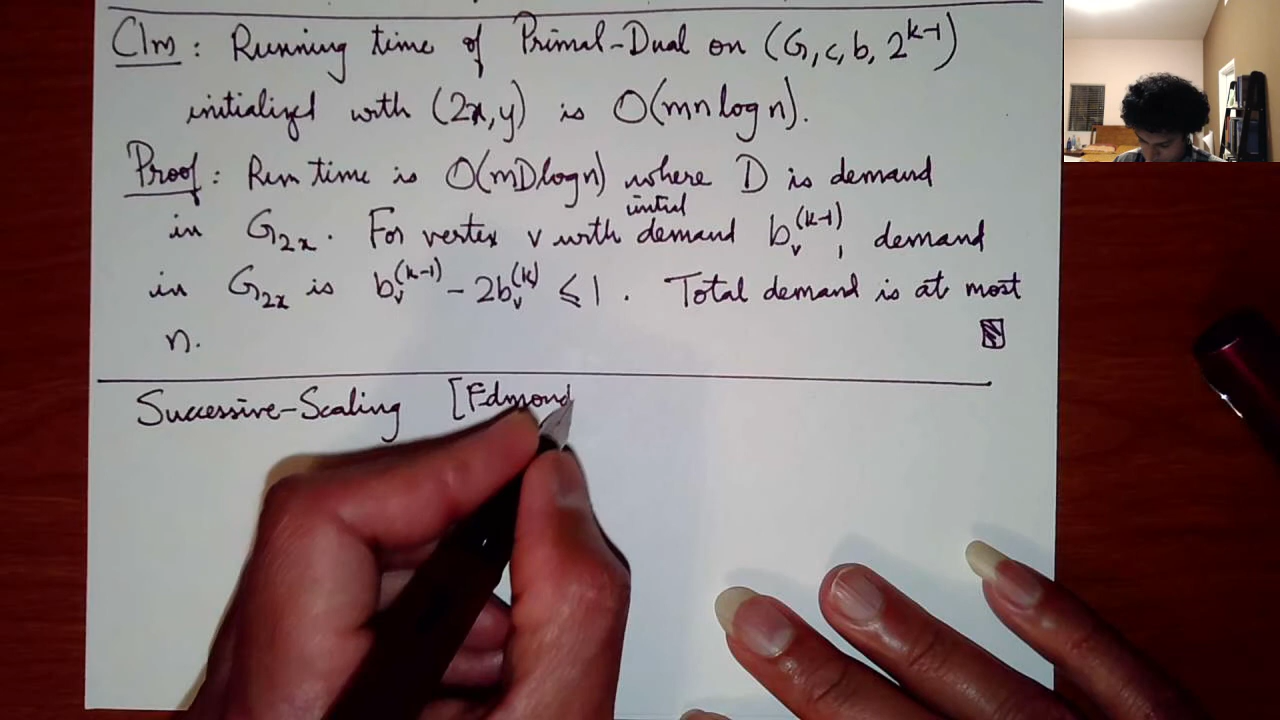 Clm: Running time of Primal-Dual on (G, c, b, 2^{k-1})
initialized with (2x, y) is O(mn log n).
Proof: Run time is O(mD log n) where D is demand
in G_{2x}. For vertex v with initial demand b_v^{(k-1)}, demand
in G_{2x} is b_v^{(k-1)} - 2b_v^{(k)} ≤ 1. Total demand is at most
n.
Successive-Scaling [Edmond